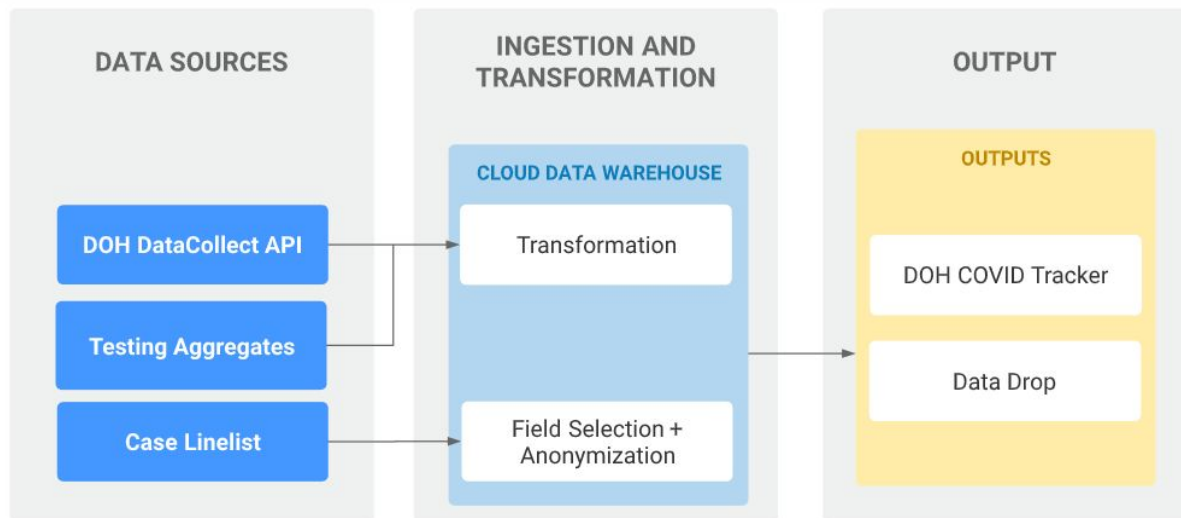 DATA SOURCES
DOH DataCollect API
Testing Aggregates
Case Linelist
INGESTION AND
TRANSFORMATION
CLOUD DATA WAREHOUSE
Transformation
Field Selection +
Anonymization
OUTPUT
OUTPUTS
DOH COVID Tracker
Data Drop